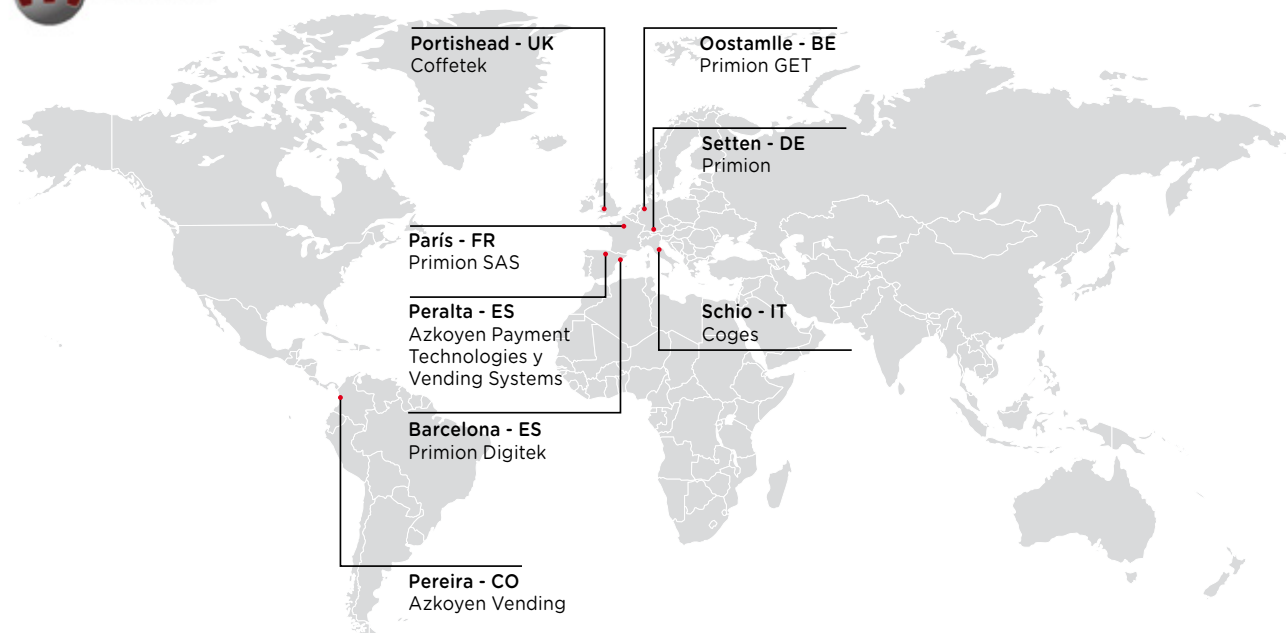 Portishead - UK
Coffetek
Oostamlle - BE
Primion GET
Setten - DE
Primion
París - FR
Primion SAS
Peralta - ES
Azkoyen Payment
Technologies y
Vending Systems
Schio - IT
Coges
Barcelona - ES
Primion Digitek
Pereira - CO
Azkoyen Vending